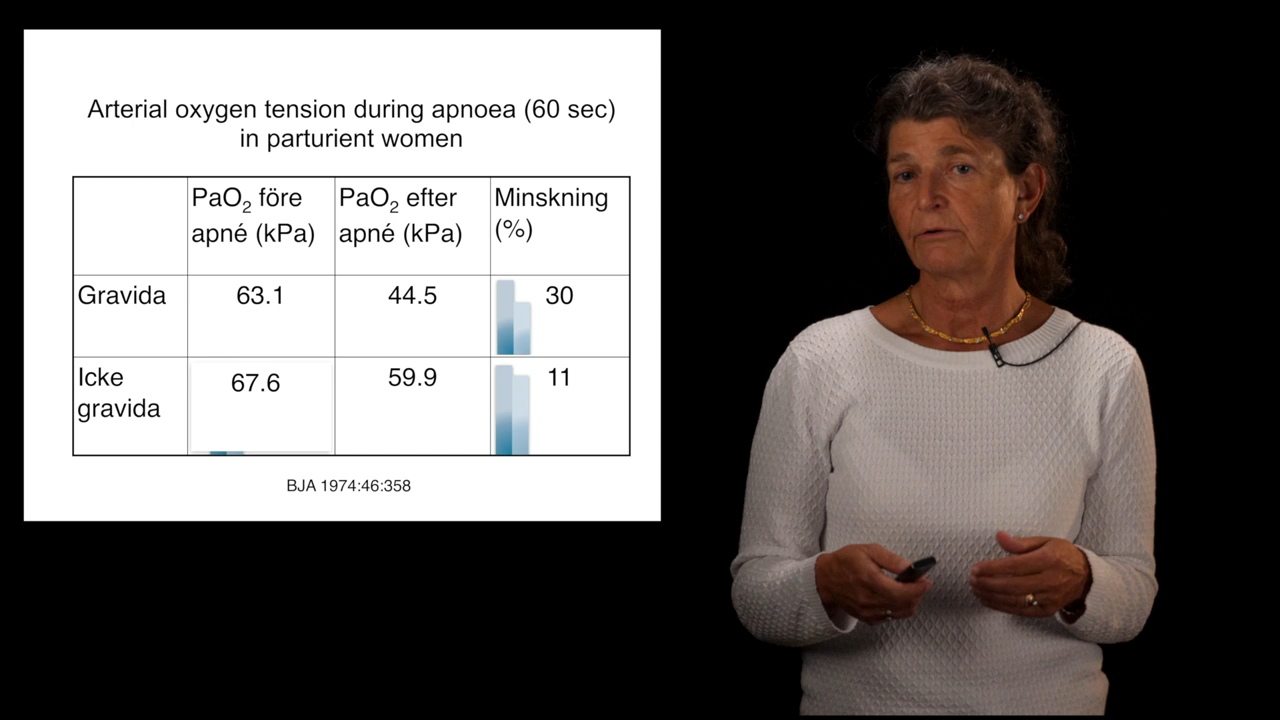 Arterial oxygen tension during apnoea (60 sec)
in parturient women
PaO₂ före apné (kPa)
PaO₂ efter apné (kPa)
Minskning (%)
Gravida 63.1 44.5 30
Icke gravida 67.6 59.9 11
BJA 1974:46:358